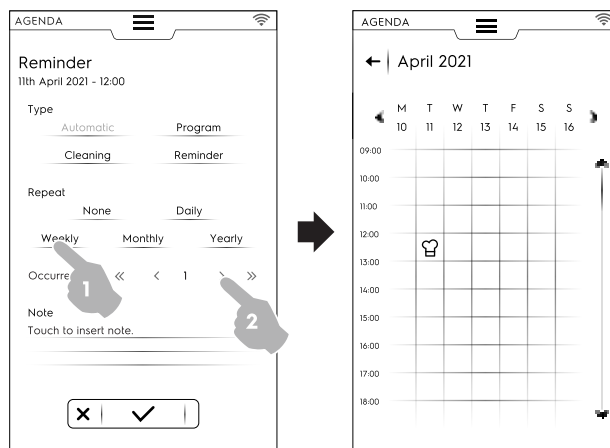 AGENDA
Reminder
11th April 2021 - 12:00
Type
Automatic Program
Cleaning Reminder
Repeat
None Daily
Weekly Monthly Yearly
1 2
« < 1 »
Note
Touch to insert note.
AGENDA
April 2021
M T W T F S S
10 11 12 13 14 15 16
09:00
10:00
11:00
12:00
13:00
14:00
15:00
16:00
17:00
18:00